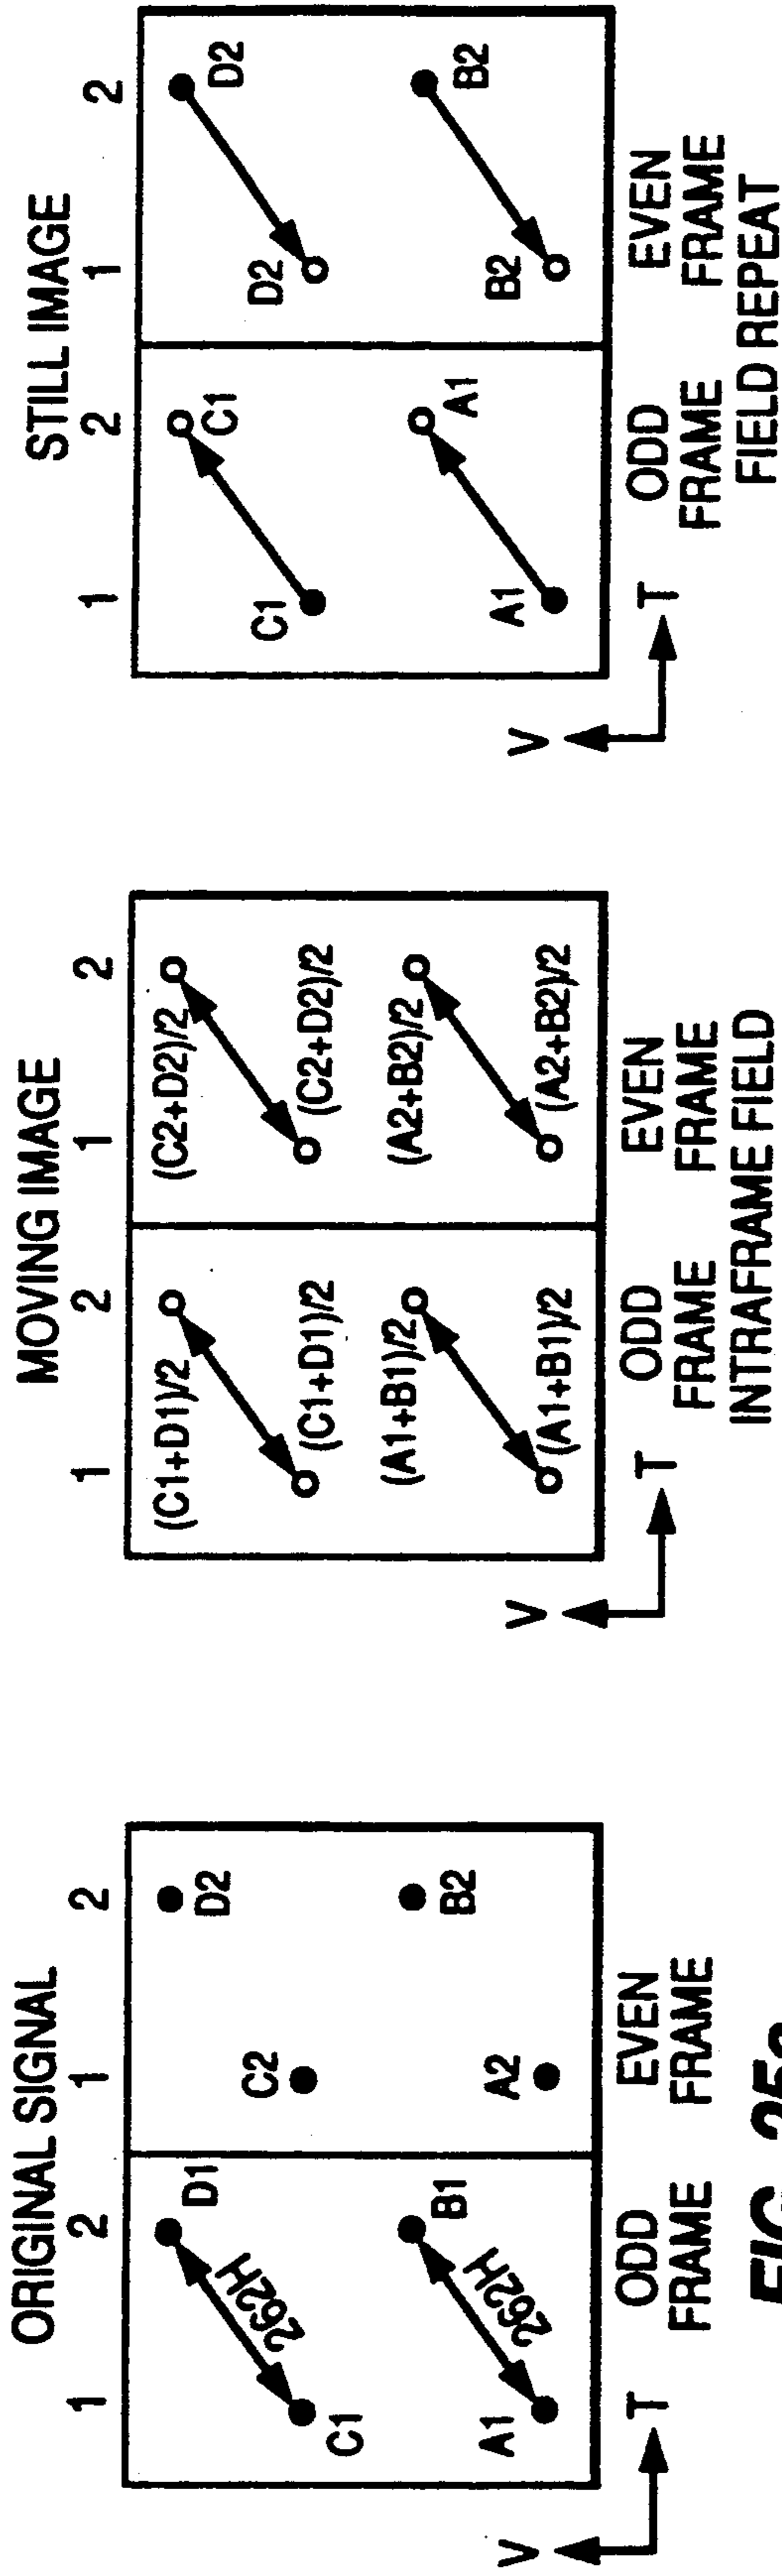 ORIGINAL SIGNAL
1 2 1 2
D1 D2
262H
C1 C2
B1 B2
262H
A1 A2
V
T
ODD FRAME
EVEN FRAME
FIG.
MOVING IMAGE
1 2 1 2
(C1+D1)/2 (C2+D2)/2
(C1+D1)/2 (C2+D2)/2
(A1+B1)/2 (A2+B2)/2
(A1+B1)/2 (A2+B2)/2
V
T
ODD FRAME
EVEN FRAME
INTRAFRAME FIELD
STILL IMAGE
1 2 1 2
C1 D2
C1 D2
A1 B2
A1 B2
V
T
ODD FRAME
EVEN FRAME
FIELD REPEAT